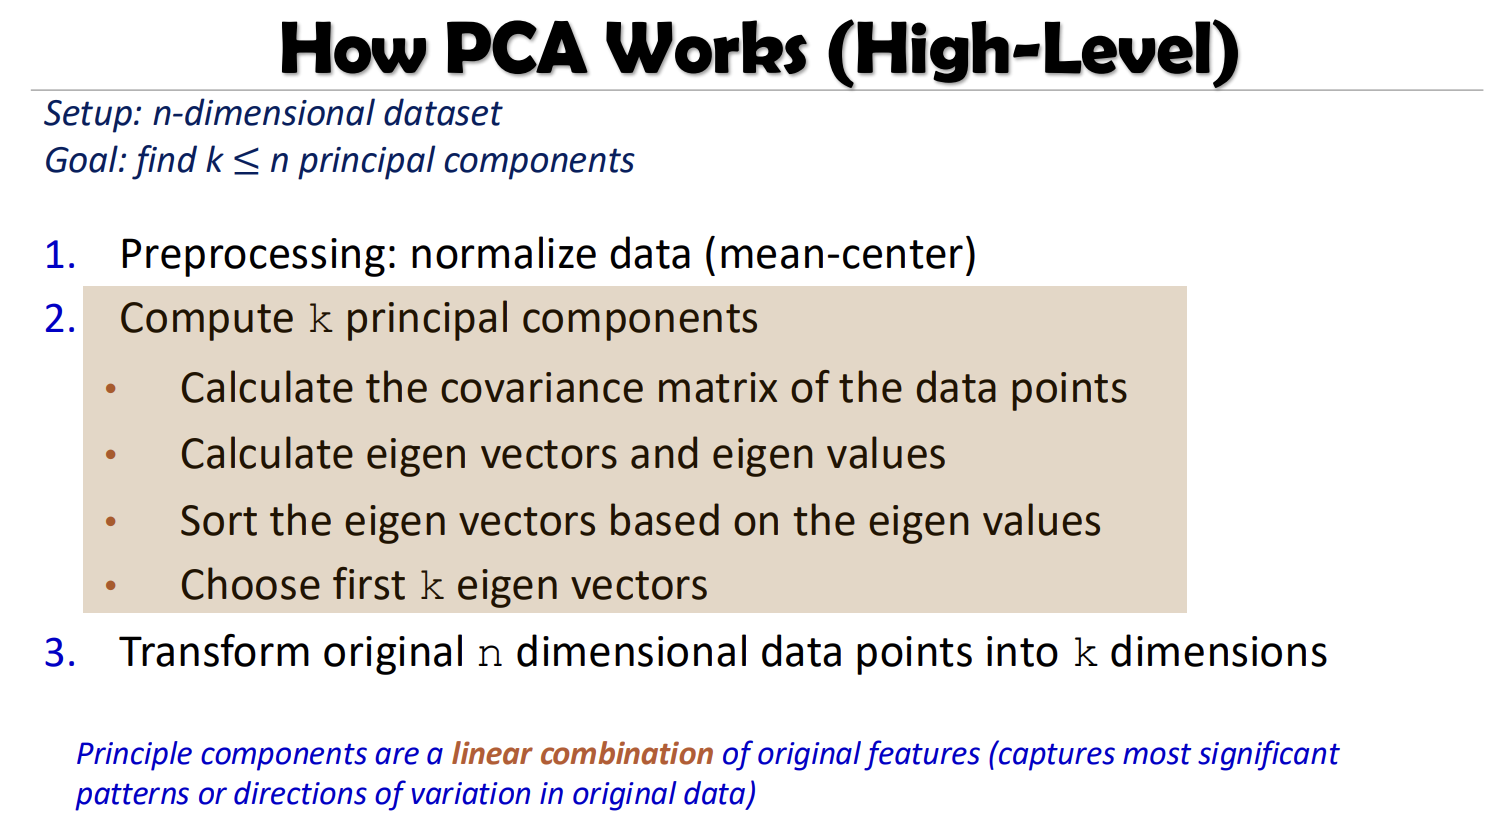 How PCA Works (High-Level)
Setup: n-dimensional dataset
Goal: find k ≤ n principal components
1. Preprocessing: normalize data (mean-center)
2. Compute k principal components
• Calculate the covariance matrix of the data points
• Calculate eigen vectors and eigen values
• Sort the eigen vectors based on the eigen values
• Choose first k eigen vectors
3. Transform original n dimensional data points into k dimensions
Principle components are a linear combination of original features (captures most significant
patterns or directions of variation in original data)